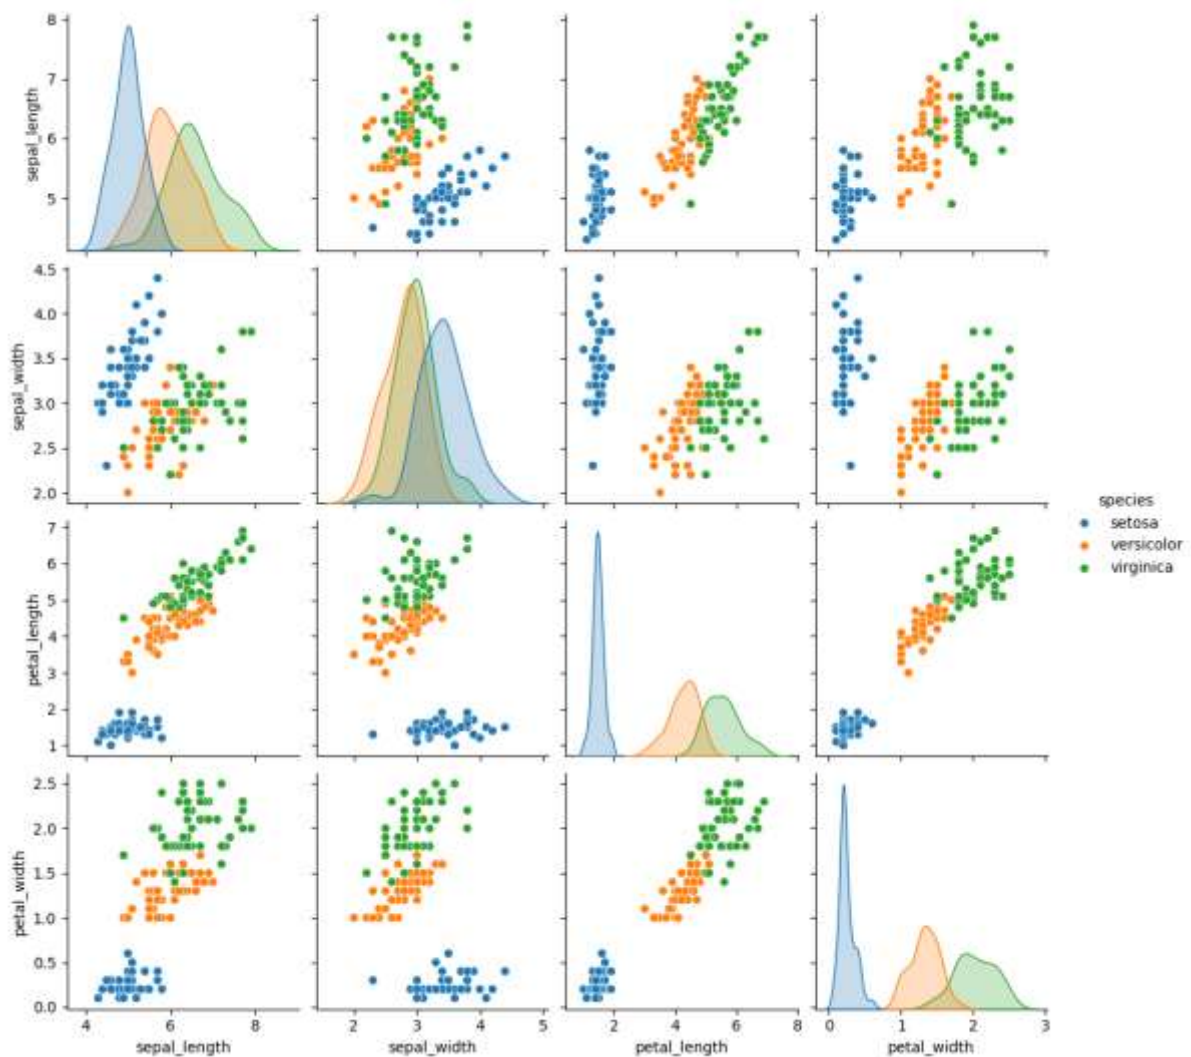 8
7
6
5
sepal_length
4.5
4.0
3.5
3.0
2.5
2.0
sepal_width
species
setosa
versicolor
virginica
7
6
5
4
3
2
1
petal_length
2.5
2.0
1.5
1.0
0.5
0.0
petal_width
4 6 8
sepal_length
2 3 4 5
sepal_width
2 4 6 8
petal_length
0 1 2 3
petal_width